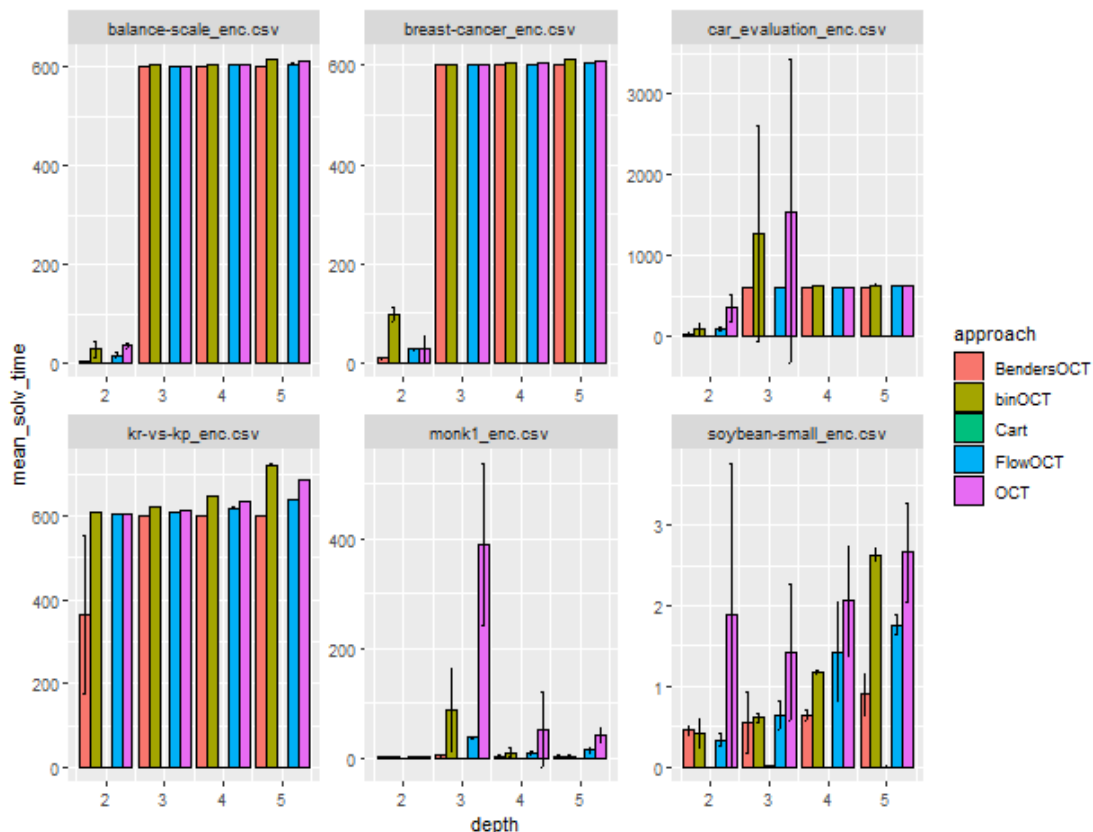 balance-scale_enc.csv
breast-cancer_enc.csv
car_evaluation_enc.csv
600
400
200
0
2 3 4 5
600
400
200
0
2 3 4 5
3000
2000
1000
0
2 3 4 5
kr-vs-kp_enc.csv
monk1_enc.csv
soybean-small_enc.csv
600
400
200
0
2 3 4 5
400
200
0
2 3 4 5
3
2
1
0
2 3 4 5
mean_solv_time
depth
approach
BendersOCT
binOCT
Cart
FlowOCT
OCT